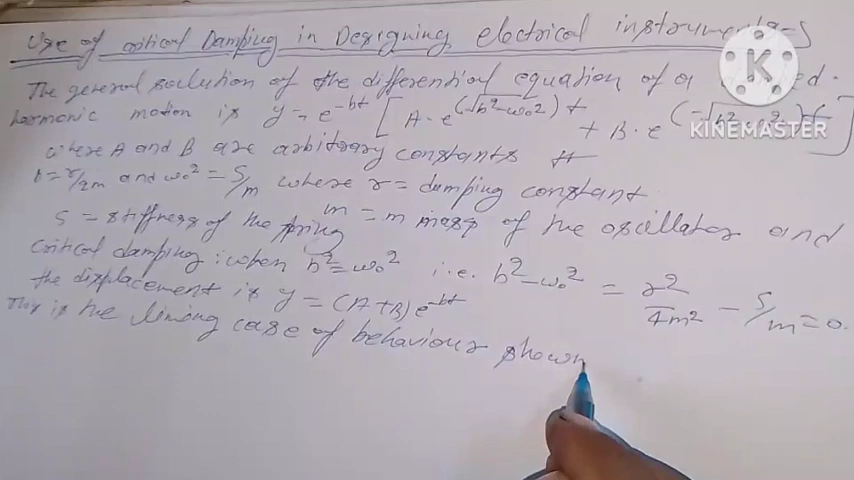 Use of critical Damping in Designing electrical instruments
The general solution of the differential equation of a
harmonic motion is y = e^-bt [ A. e^(√b²-ω₀²)t + B. e^(-√b²-ω₀²)t ]
where A and B are arbitrary constants
b = r/2m and ω₀² = S/m where r = damping constant
S = stiffness of the spring m = m mass of the oscillator and
critical damping : when b² = ω₀² i.e. b² - ω₀² = r²/4m² - S/m = 0.
the displacement is y = (A+B) e^-bt
This is the liming case of behaviour shown
KINEMASTER